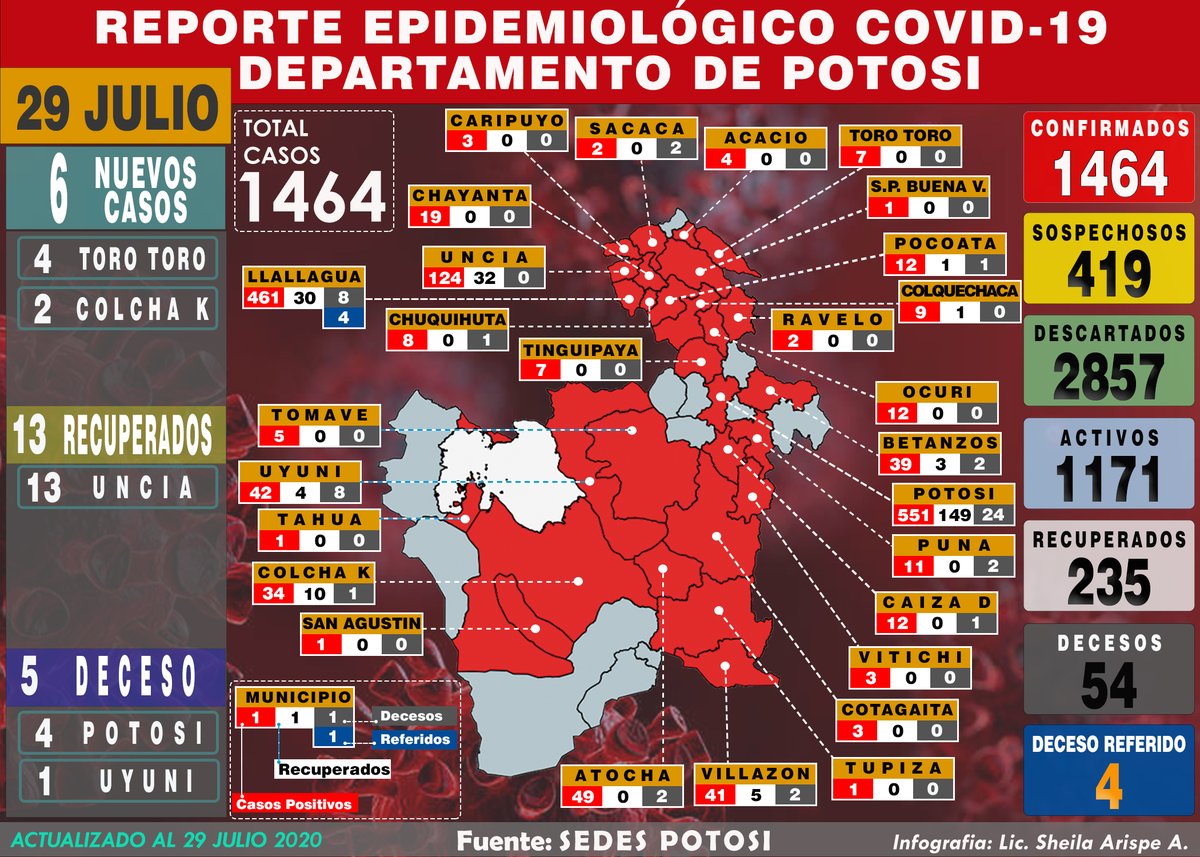 REPORTE EPIDEMIOLÓGICO COVID-19
DEPARTAMENTO DE POTOSI
29 JULIO
6 NUEVOS CASOS
4 TORO TORO
2 COLCHA K
13 RECUPERADOS
13 UNCIA
5 DECESO
4 POTOSI
1 UYUNI
TOTAL
CASOS
1464
CARIPUYO
3 0 0
SACACA
2 0 2
ACACIO
4 0 0
TORO TORO
7 0 0
CHAYANTA
19 0 0
S.P. BUENA V.
1 0 0
UNCIA
124 32 0
POCOATA
12 1 1
LLALLAGUA
461 30 8
4
COLQUECHACA
9 1 0
CHUQUIHUTA
8 0 1
RAVELO
2 0 0
TINGUIPAYA
7 0 0
OCURI
12 0 0
TOMAVE
5 0 0
BETANZOS
39 3 2
UYUNI
42 4 8
POTOSI
551 149 24
TAHUA
1 0 0
PUNA
11 0 2
COLCHA K
34 10 1
CAIZA D
12 0 1
SAN AGUSTIN
1 0 0
VITICHI
3 0 0
COTAGAITA
3 0 0
ATOCHA
49 0 2
VILLAZON
41 5 2
TUPIZA
1 0 0
MUNICIPIO
1 1 1 Decesos
1 Referidos
Recuperados
Casos Positivos
CONFIRMADOS
1464
SOSPECHOSOS
419
DESCARTADOS
2857
ACTIVOS
1171
RECUPERADOS
235
DECESOS
54
DECESO REFERIDO
4
ACTUALIZADO AL 29 JULIO 2020
Fuente: SEDES POTOSI
Infografia: Lic. Sheila Arispe A.